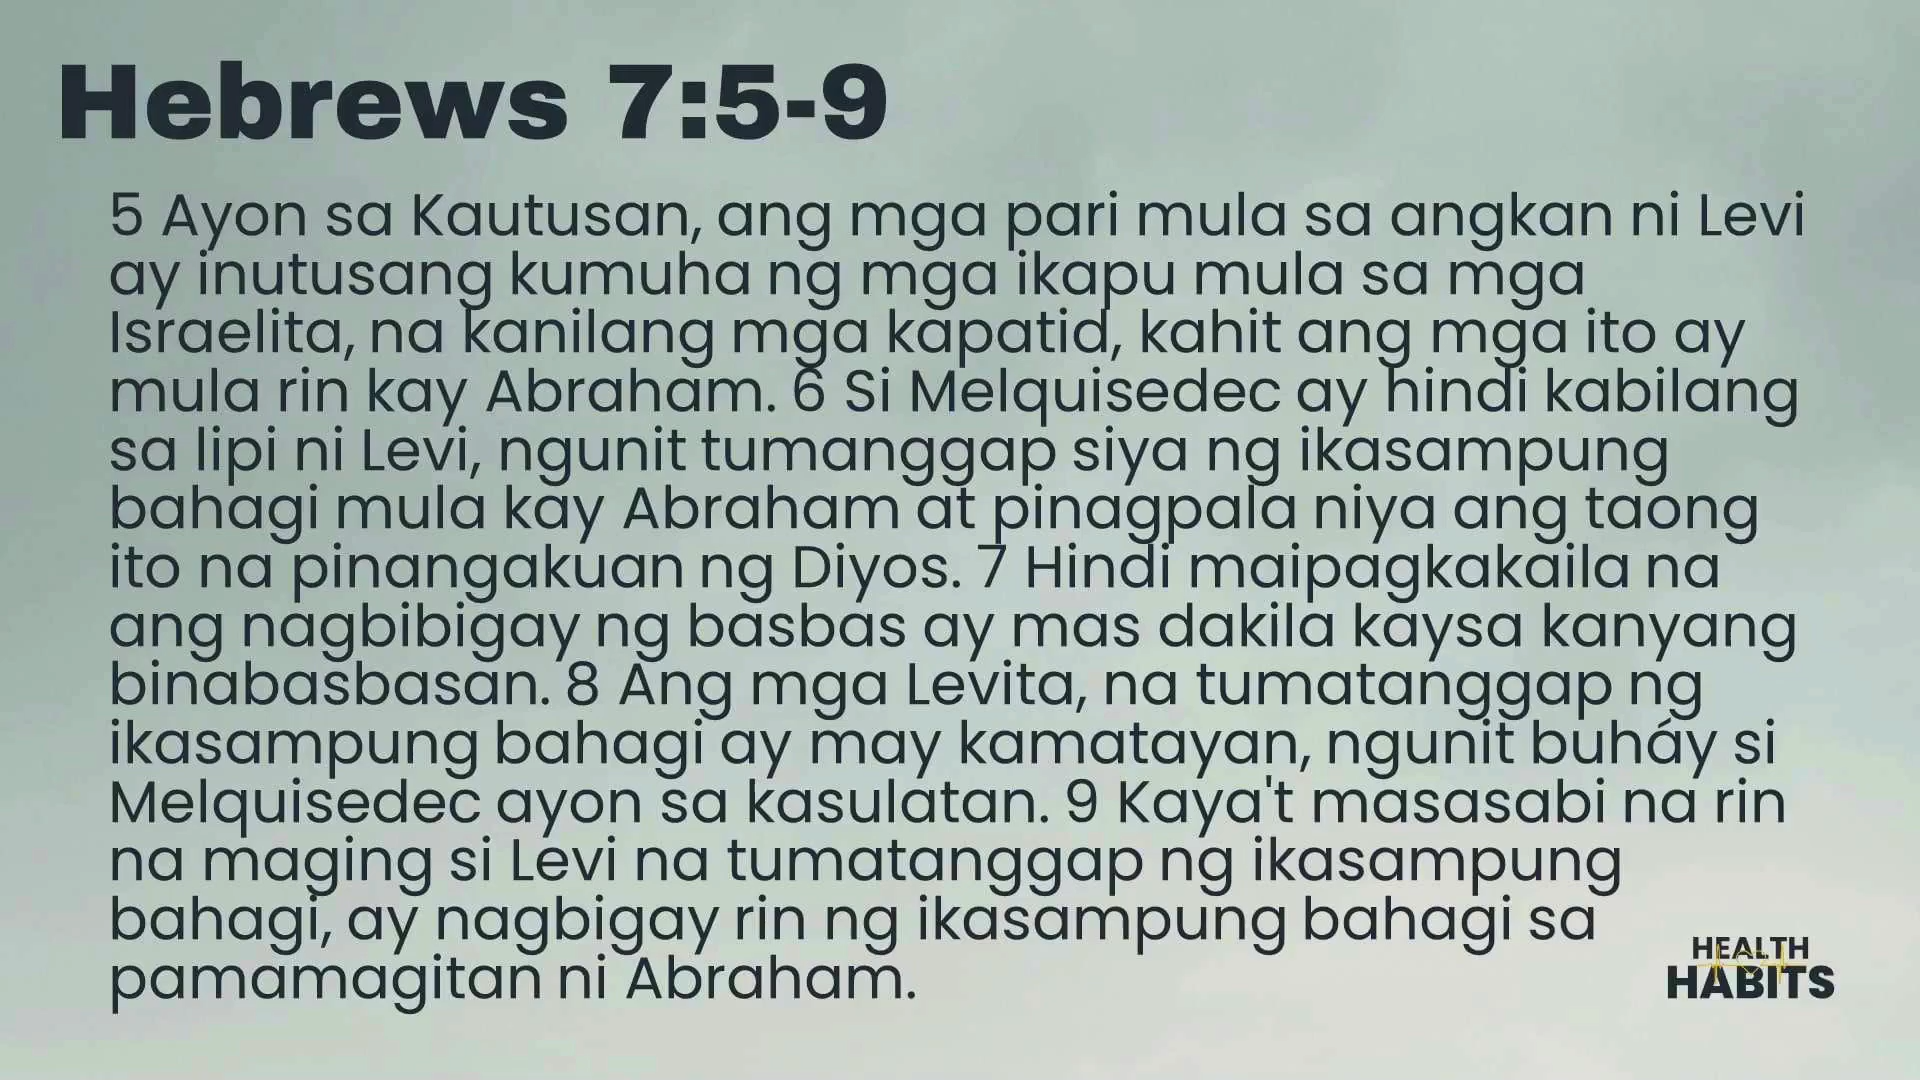 Hebrews 7:5-9
5 Ayon sa Kautusan, ang mga pari mula sa angkan ni Levi
ay inutusang kumuha ng mga ikapu mula sa mga
Israelita, na kanilang mga kapatid, kahit ang mga ito ay
mula rin kay Abraham. 6 Si Melquisedec ay hindi kabilang
sa lipi ni Levi, ngunit tumanggap siya ng ikasampung
bahagi mula kay Abraham at pinagpala niya ang taong
ito na pinangakuan ng Diyos. 7 Hindi maipagkakaila na
ang nagbibigay ng basbas ay mas dakila kaysa kanyang
binabasbasan. 8 Ang mga Levita, na tumatanggap ng
ikasampung bahagi ay may kamatayan, ngunit buháy si
Melquisedec ayon sa kasulatan. 9 Kaya't masasabi na rin
na maging si Levi na tumatanggap ng ikasampung
bahagi, ay nagbigay rin ng ikasampung bahagi sa
pamamagitan ni Abraham.
HEALTH
HABITS